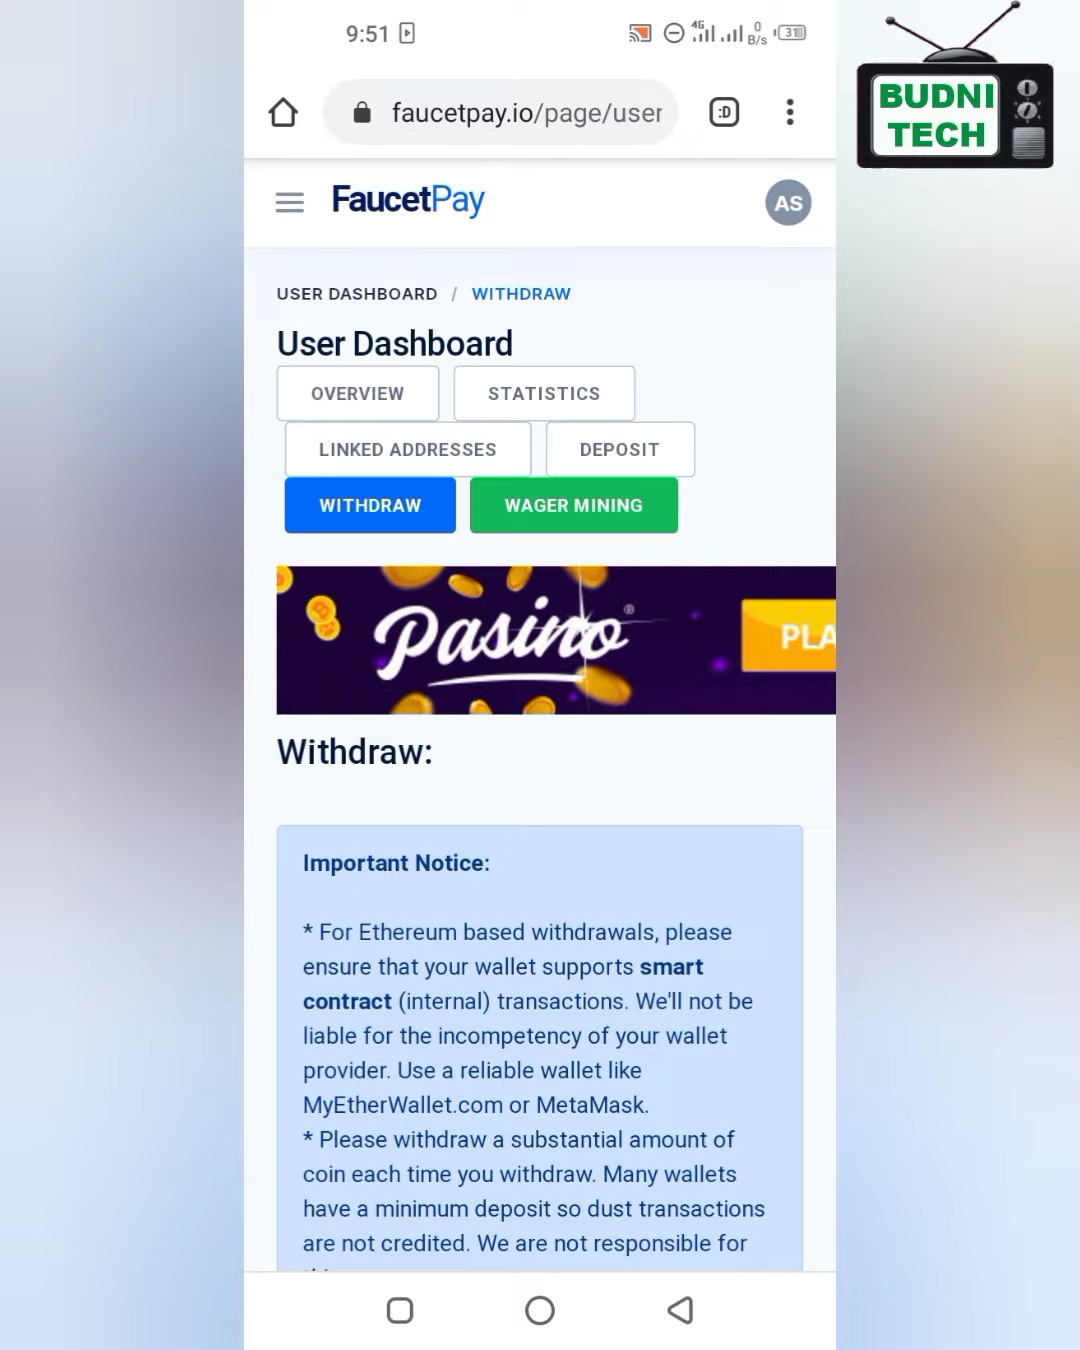 9:51
4G
0
B/s
31
BUDNI
TECH
faucetpay.io/page/user
:D
FaucetPay
AS
USER DASHBOARD / WITHDRAW
User Dashboard
OVERVIEW
STATISTICS
LINKED ADDRESSES
DEPOSIT
WITHDRAW
WAGER MINING
Pasino®
PLA
Withdraw:
Important Notice:
* For Ethereum based withdrawals, please
ensure that your wallet supports smart
contract (internal) transactions. We'll not be
liable for the incompetency of your wallet
provider. Use a reliable wallet like
MyEtherWallet.com or MetaMask.
* Please withdraw a substantial amount of
coin each time you withdraw. Many wallets
have a minimum deposit so dust transactions
are not credited. We are not responsible for